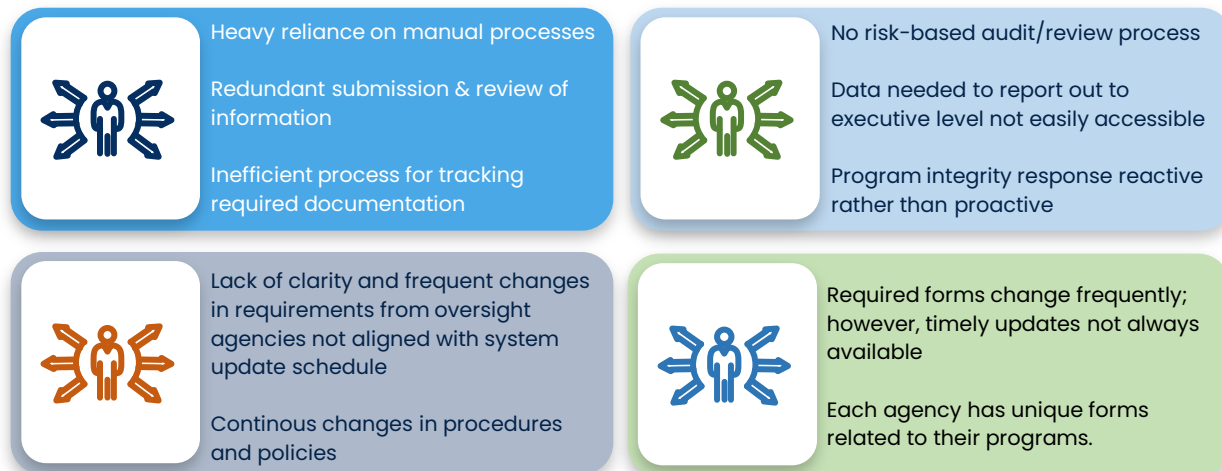 Heavy reliance on manual processes
Redundant submission & review of
information
Inefficient process for tracking
required documentation
No risk-based audit/review process
Data needed to report out to
executive level not easily accessible
Program integrity response reactive
rather than proactive
Lack of clarity and frequent changes
in requirements from oversight
agencies not aligned with system
update schedule
Continous changes in procedures
and policies
Required forms change frequently;
however, timely updates not always
available
Each agency has unique forms
related to their programs.